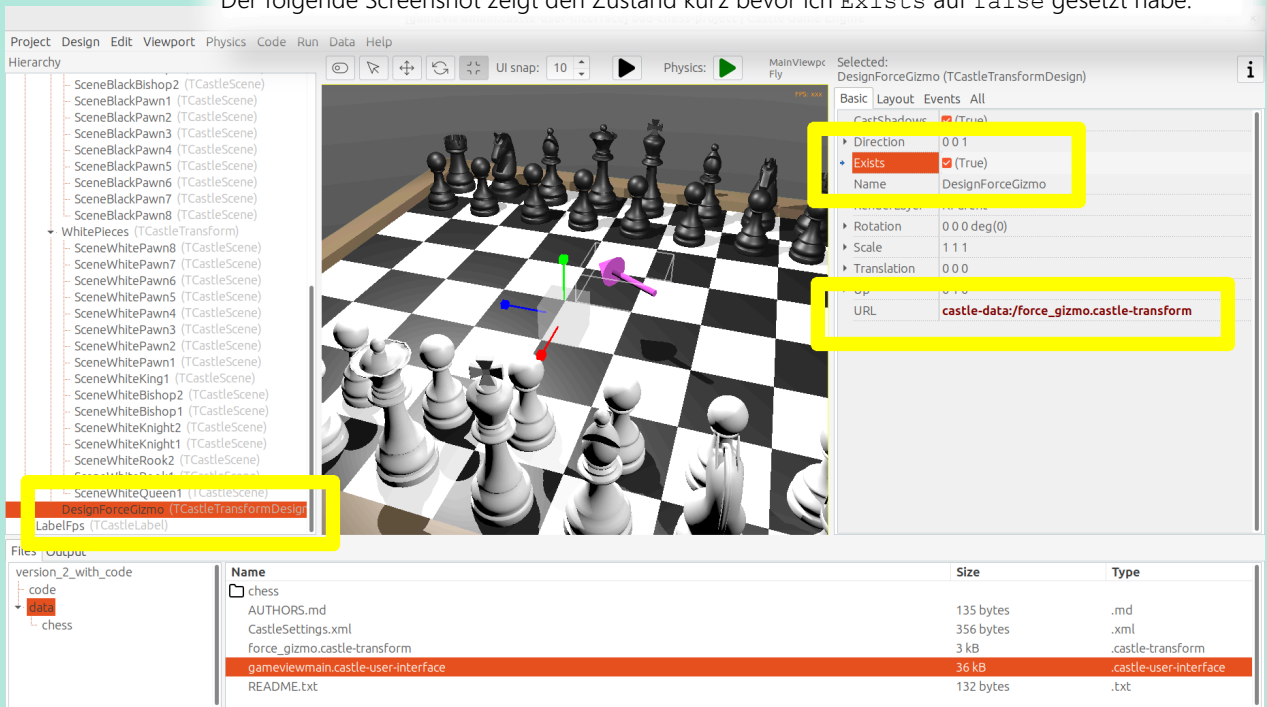 Der folgende Screenshot zeigt den Zustand kurz bevor ich Exists auf false gesetzt habe.
Project Design Edit Viewport Physics Code Run Data Help
Hierarchy
SceneBlackBishop2 (TCastleScene)
SceneBlackPawn1 (TCastleScene)
SceneBlackPawn2 (TCastleScene)
SceneBlackPawn3 (TCastleScene)
SceneBlackPawn4 (TCastleScene)
SceneBlackPawn5 (TCastleScene)
SceneBlackPawn6 (TCastleScene)
SceneBlackPawn7 (TCastleScene)
SceneBlackPawn8 (TCastleScene)
WhitePieces (TCastleTransform)
SceneWhitePawn8 (TCastleScene)
SceneWhitePawn7 (TCastleScene)
SceneWhitePawn6 (TCastleScene)
SceneWhitePawn5 (TCastleScene)
SceneWhitePawn4 (TCastleScene)
SceneWhitePawn3 (TCastleScene)
SceneWhitePawn2 (TCastleScene)
SceneWhitePawn1 (TCastleScene)
SceneWhiteKing1 (TCastleScene)
SceneWhiteBishop2 (TCastleScene)
SceneWhiteBishop1 (TCastleScene)
SceneWhiteKnight2 (TCastleScene)
SceneWhiteKnight1 (TCastleScene)
SceneWhiteRook2 (TCastleScene)
SceneWhiteQueen1 (TCastleScene)
DesignForceGizmo (TCastleTransformDesign
LabelFps (TCastleLabel)
UI snap: 10 Physics: MainViewpc
Fly
Selected:
DesignForceGizmo (TCastleTransformDesign)
i
Basic Layout Events All
CastShadows (True)
Direction 0 0 1
Exists (True)
Name DesignForceGizmo
Rotation 0 0 0 deg(0)
Scale 1 1 1
Translation 0 0 0
URL castle-data:/force_gizmo.castle-transform
Files Output
version_2_with_code
code
data
chess
Name Size Type
chess
AUTHORS.md 135 bytes .md
CastleSettings.xml 356 bytes .xml
force_gizmo.castle-transform 3 kB .castle-transform
gameviewmain.castle-user-interface 36 kB .castle-user-interface
README.txt 132 bytes .txt